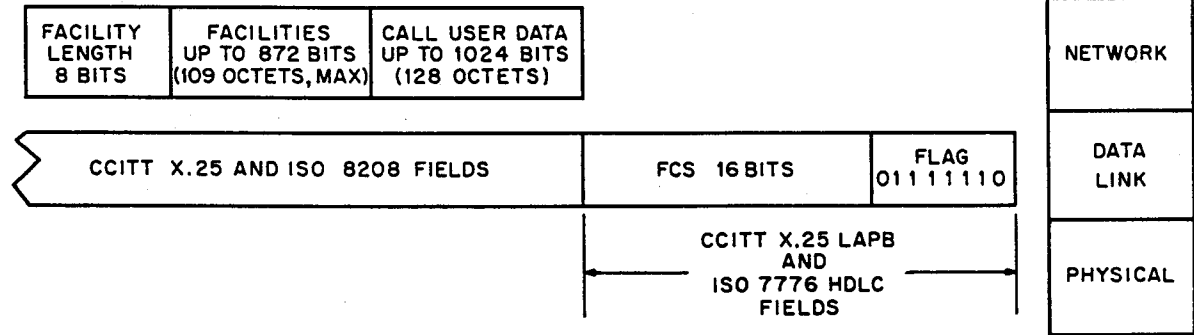 FACILITY
LENGTH
8 BITS
FACILITIES
UP TO 872 BITS
(109 OCTETS, MAX)
CALL USER DATA
UP TO 1024 BITS
(128 OCTETS)
NETWORK
CCITT X.25 AND ISO 8208 FIELDS
FCS 16 BITS
FLAG
01111110
DATA
LINK
CCITT X.25 LAPB
AND
ISO 7776 HDLC
FIELDS
PHYSICAL